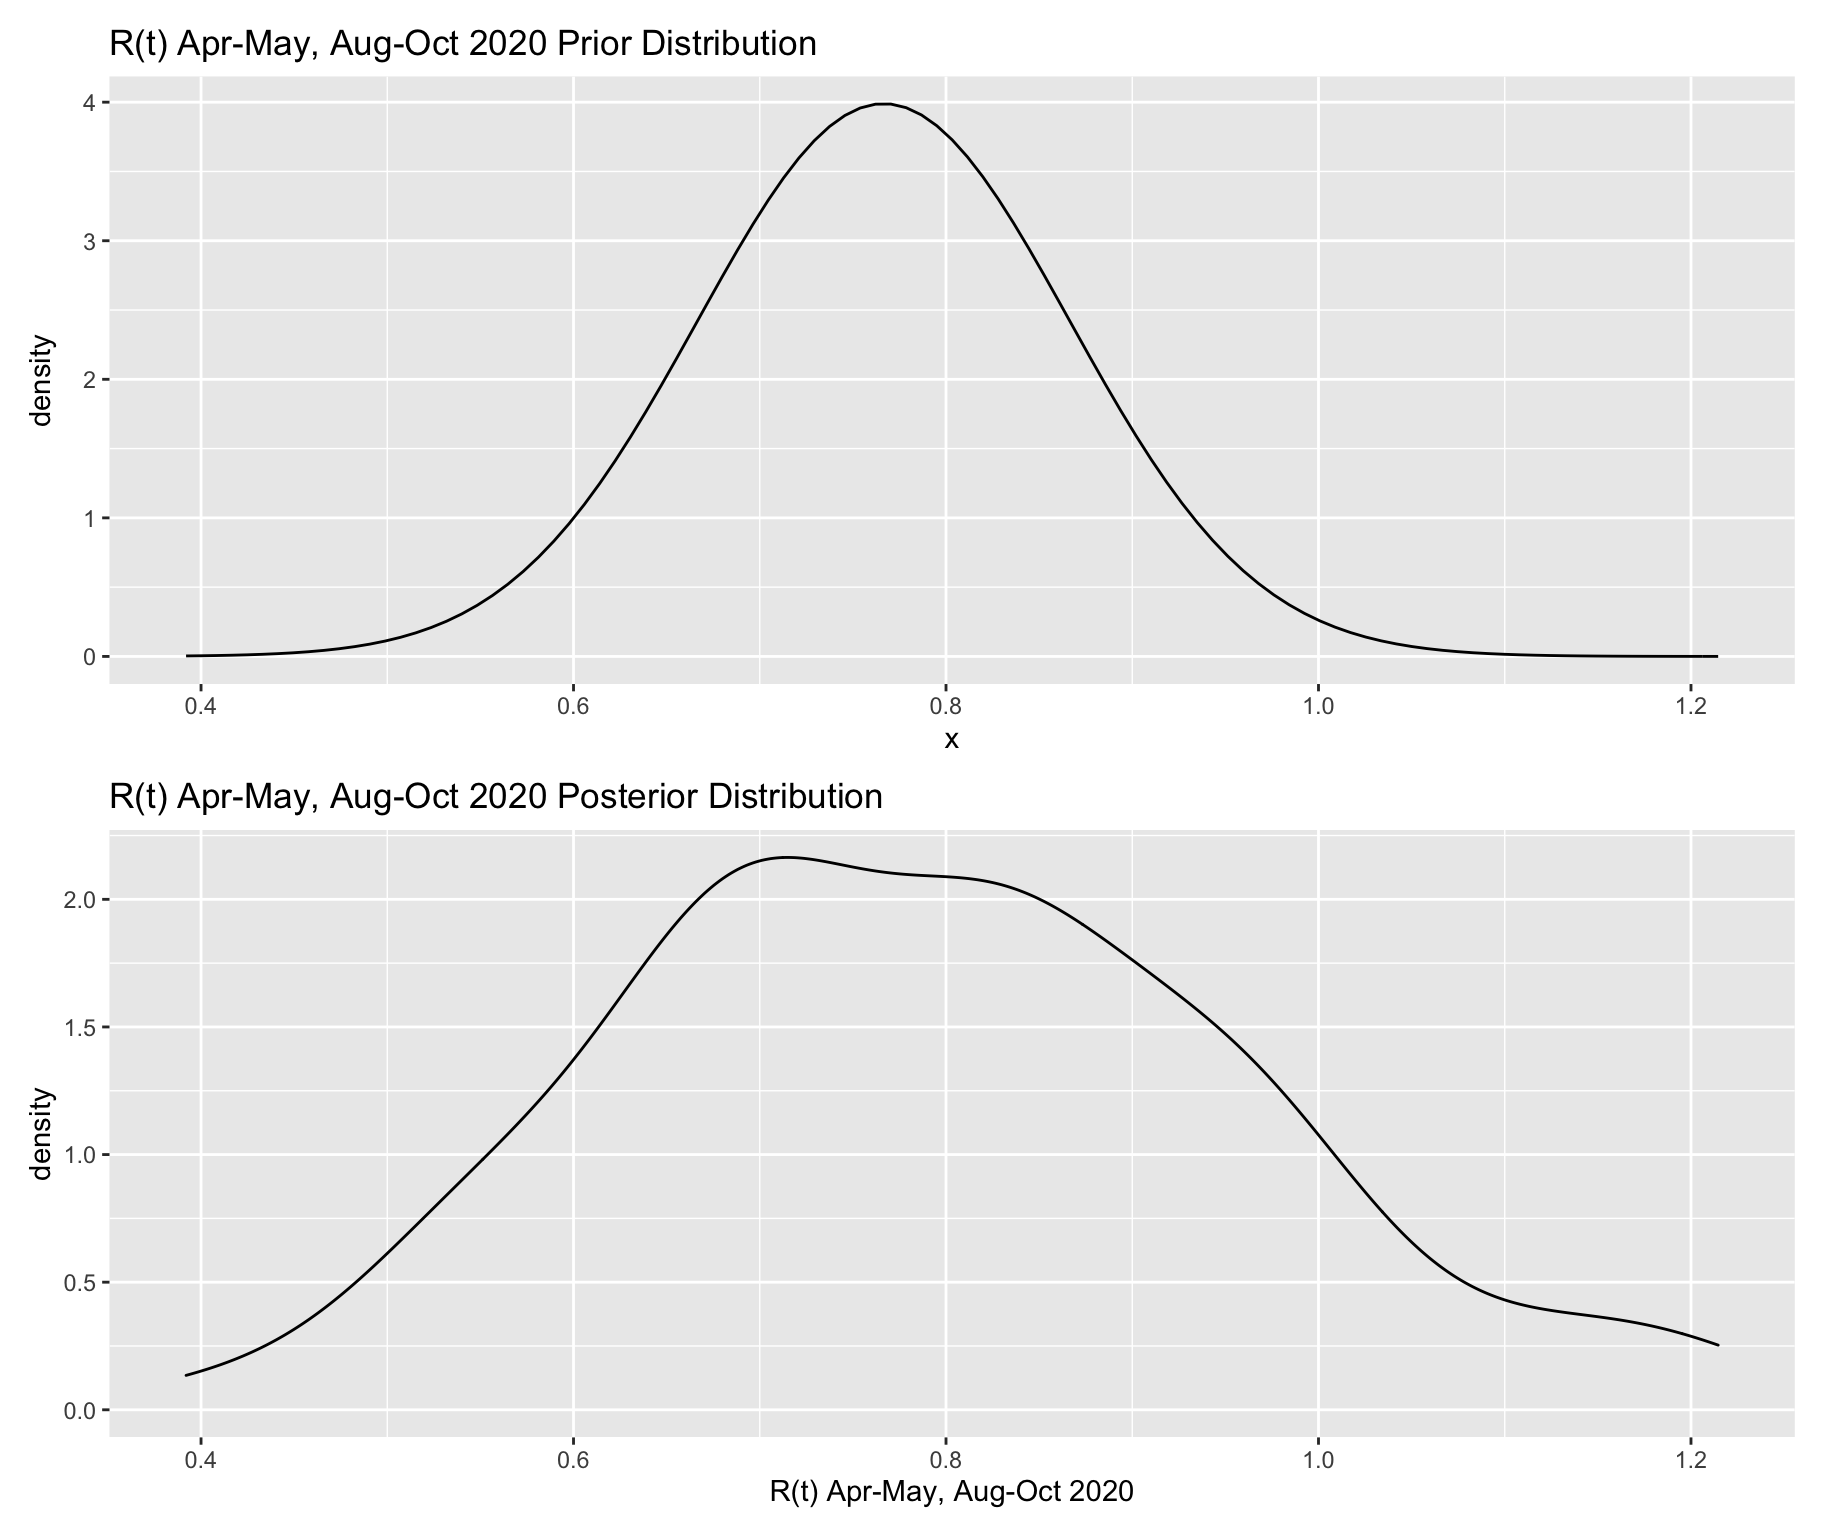 R(t) Apr-May, Aug-Oct 2020 Prior Distribution
4
3
2
1
0
density
0.4 0.6 0.8 1.0 1.2
x
R(t) Apr-May, Aug-Oct 2020 Posterior Distribution
2.0
1.5
1.0
0.5
0.0
density
0.4 0.6 0.8 1.0 1.2
R(t) Apr-May, Aug-Oct 2020